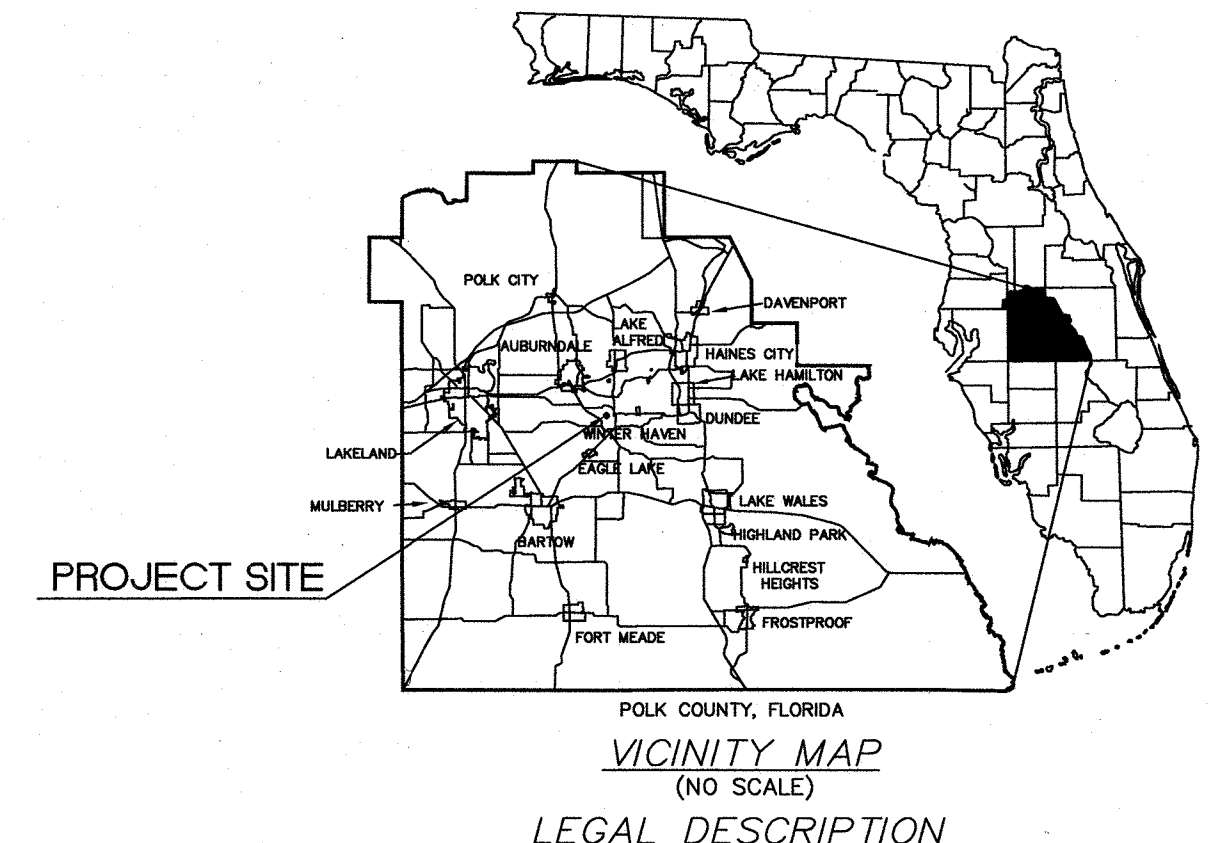 POLK CITY
DAVENPORT
LAKE
ALFRED
AUBURNDALE
HAINES CITY
LAKE HAMILTON
DUNDEE
WINTER HAVEN
LAKELAND
EAGLE LAKE
MULBERRY
LAKE WALES
HIGHLAND PARK
BARTOW
HILLCREST
HEIGHTS
PROJECT SITE
FROSTPROOF
FORT MEADE
POLK COUNTY, FLORIDA
VICINITY MAP
(NO SCALE)
LEGAL DESCRIPTION